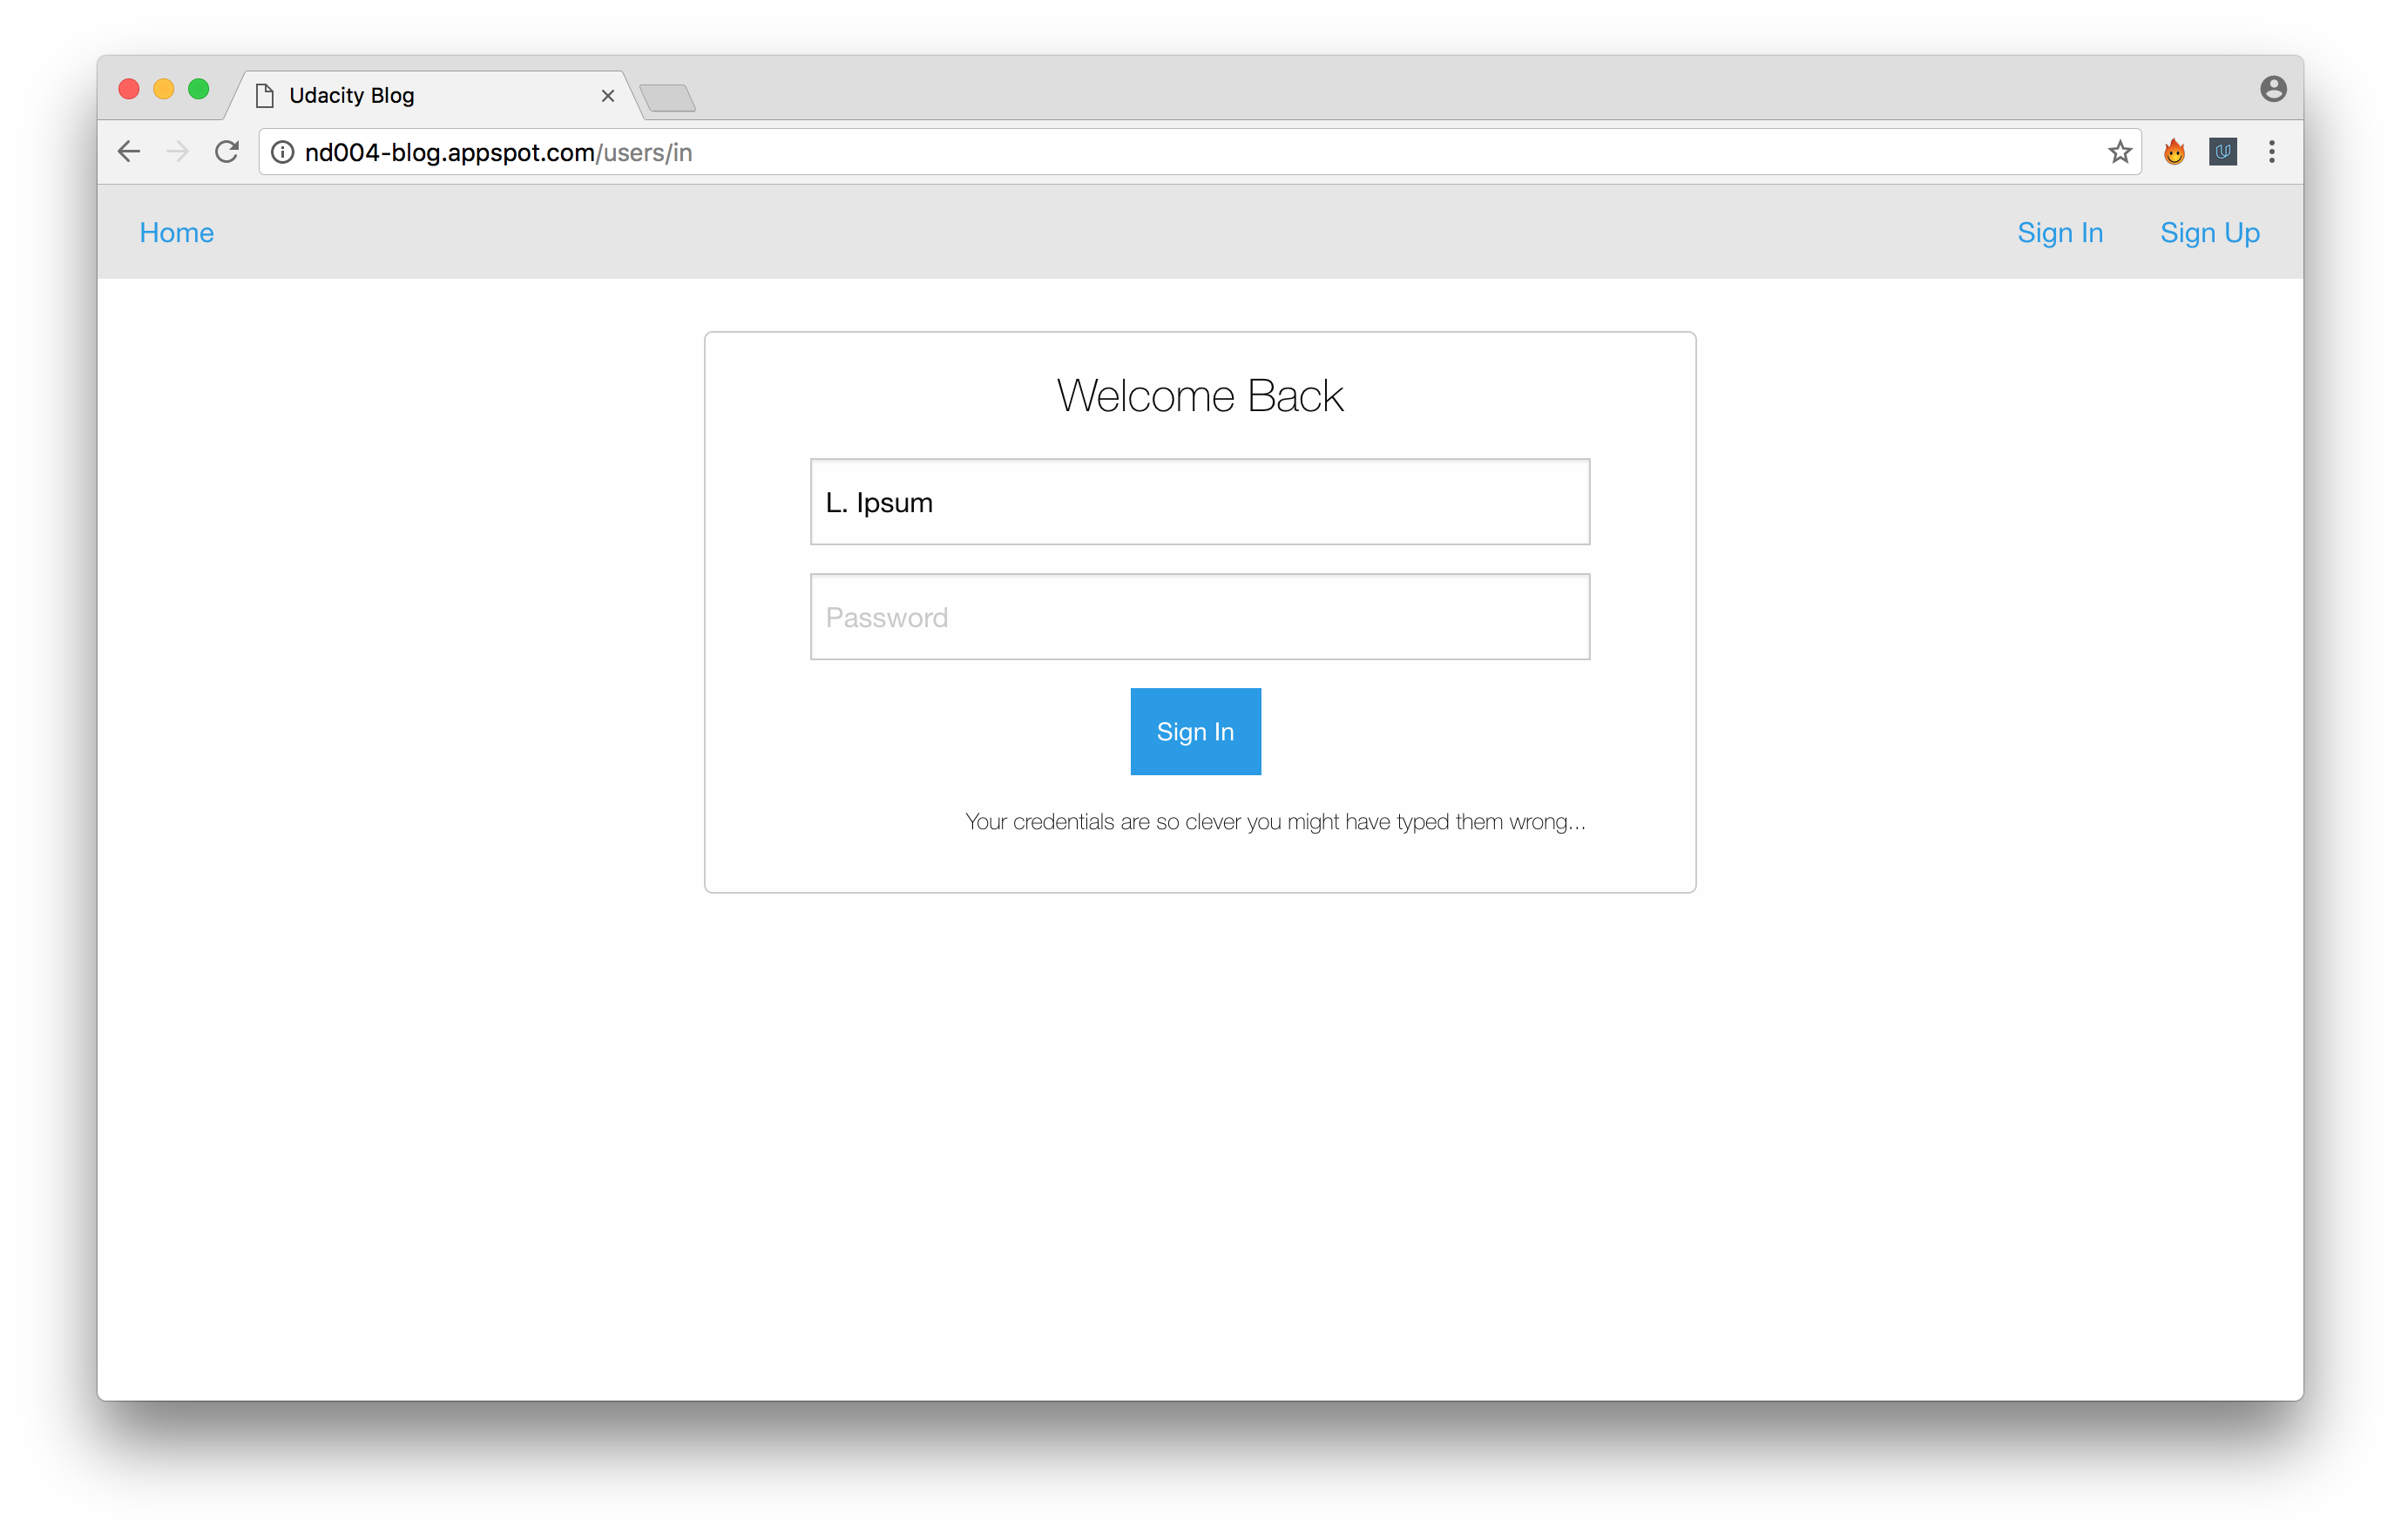 Udacity Blog
nd004-blog.appspot.com/users/in
Home
Sign In
Sign Up
Welcome Back
L. Ipsum
Password
Sign In
Your credentials are so clever you might have typed them wrong...